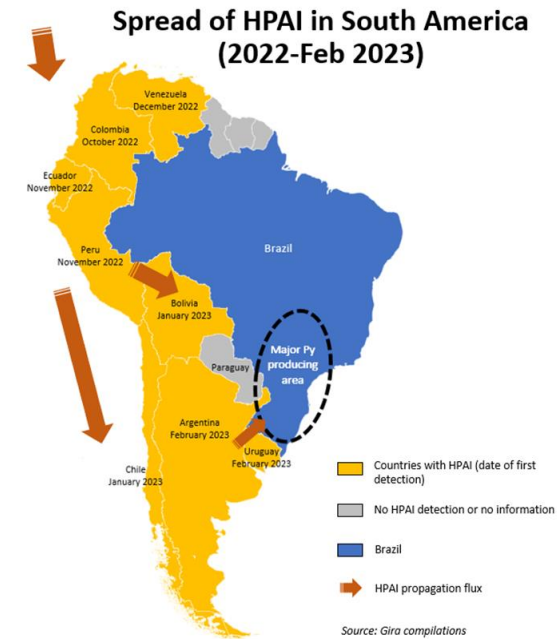 Spread of HPAI in South America
(2022-Feb 2023)
Venezuela
December 2022
Colombia
October 2022
Ecuador
November 2022
Peru
November 2022
Brazil
Bolivia
January 2023
Major Py
producing
area
Paraguay
Argentina
February 2023
Uruguay
February 2023
Chile
January 2023
Countries with HPAI (date of first
detection)
No HPAI detection or no information
Brazil
HPAI propagation flux
Source: Gira compilations